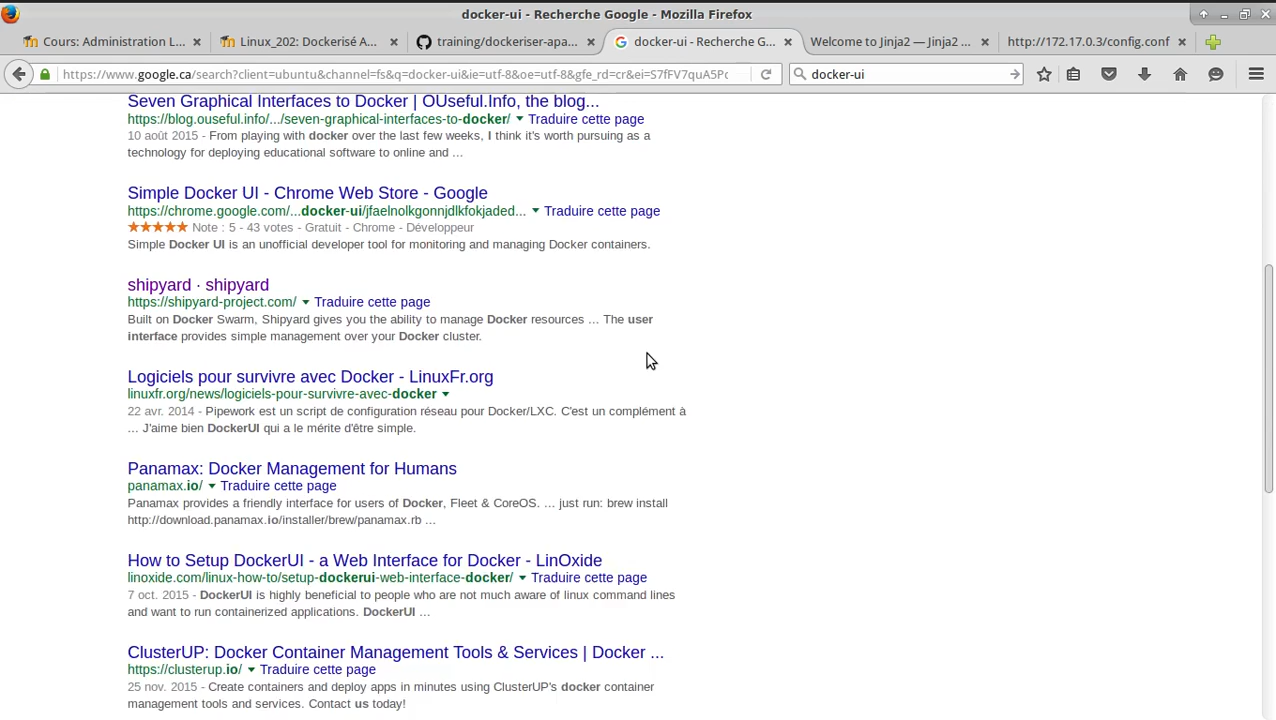 docker-ui - Recherche Google - Mozilla Firefox
Cours: Administration L... Linux_202: Dockerisé A... training/dockeriser-apa... docker-ui - Recherche G... Welcome to Jinja2 — Jinja2 ... http://172.17.0.3/config.conf
https://www.google.ca/search?client=ubuntu&channel=fs&q=docker-ui&ie=utf-8&oe=utf-8&gfe_rd=cr&ei=S7fFV7quA5Pc docker-ui
Seven Graphical Interfaces to Docker | OUseful.Info, the blog...
https://blog.ouseful.info/.../seven-graphical-interfaces-to-docker/ Traduire cette page
10 août 2015 - From playing with docker over the last few weeks, I think it's worth pursuing as a
technology for deploying educational software to online and ...
Simple Docker UI - Chrome Web Store - Google
https://chrome.google.com/...docker-ui/jfaelnolkgonnjdlkfokjaded... Traduire cette page
★★★★★ Note : 5 - 43 votes - Gratuit - Chrome - Développeur
Simple Docker UI is an unofficial developer tool for monitoring and managing Docker containers.
shipyard · shipyard
https://shipyard-project.com/ Traduire cette page
Built on Docker Swarm, Shipyard gives you the ability to manage Docker resources ... The user
interface provides simple management over your Docker cluster.
Logiciels pour survivre avec Docker - LinuxFr.org
linuxfr.org/news/logiciels-pour-survivre-avec-docker
22 avr. 2014 - Pipework est un script de configuration réseau pour Docker/LXC. C'est un complément à
... J'aime bien DockerUI qui a le mérite d'être simple.
Panamax: Docker Management for Humans
panamax.io/ Traduire cette page
Panamax provides a friendly interface for users of Docker, Fleet & CoreOS. ... just run: brew install
http://download.panamax.io/installer/brew/panamax.rb ...
How to Setup DockerUI - a Web Interface for Docker - LinOxide
linoxide.com/linux-how-to/setup-dockerui-web-interface-docker/ Traduire cette page
7 oct. 2015 - DockerUI is highly beneficial to people who are not much aware of linux command lines
and want to run containerized applications. DockerUI ...
ClusterUP: Docker Container Management Tools & Services | Docker ...
https://clusterup.io/ Traduire cette page
25 nov. 2015 - Create containers and deploy apps in minutes using ClusterUP's docker container
management tools and services. Contact us today!